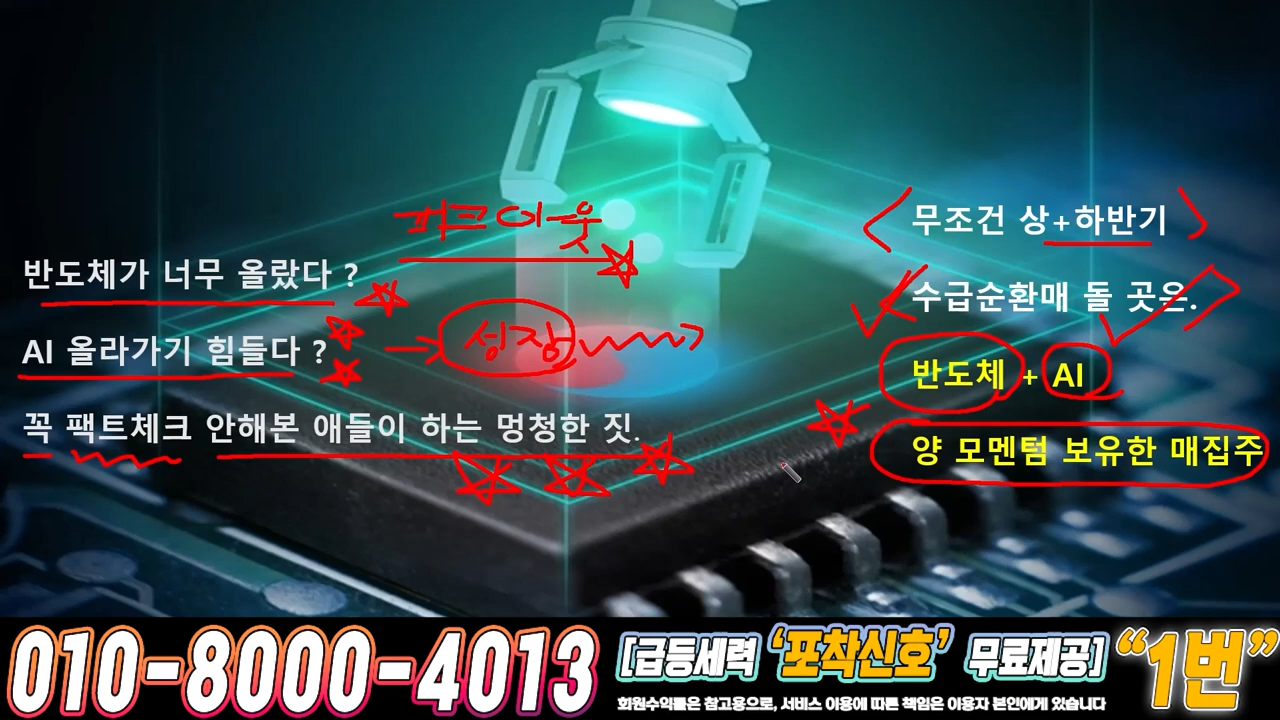 피크아웃
반도체가 너무 올랐다 ?
AI 올라가기 힘들다 ?
성장
꼭 팩트체크 안해본 애들이 하는 멍청한 짓.
무조건 상+하반기
수급순환매 돌 곳은.
반도체 + AI
양 모멘텀 보유한 매집주
010-8000-4013
[급등세력 '포착신호' 무료제공] "1번"
회원수익률은 참고용으로, 서비스 이용에 따른 책임은 이용자 본인에게 있습니다